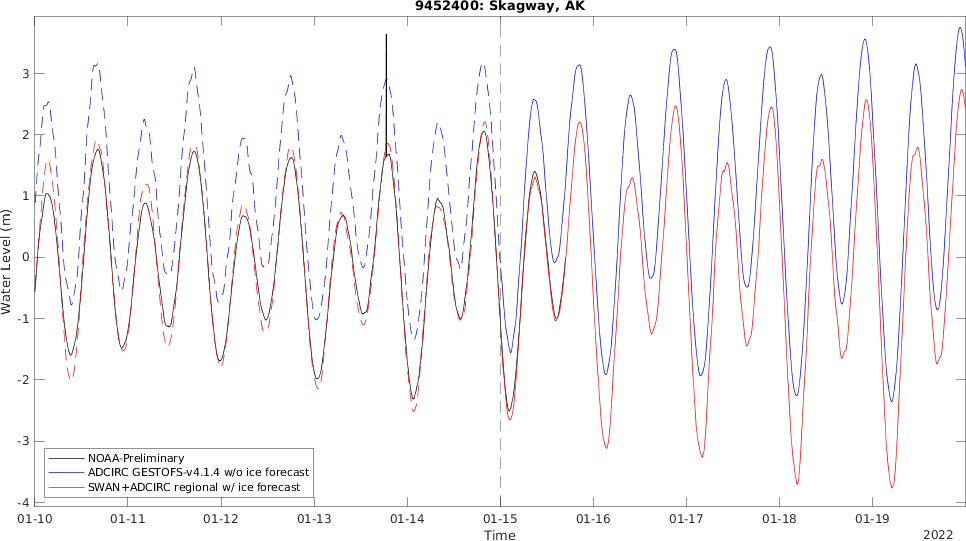 9452400: Skagway, AK
Water Level (m)
3
2
1
0
-1
-2
-3
-4
NOAA-Preliminary
ADCIRC GESTOFS-v4.1.4 w/o ice forecast
SWAN+ADCIRC regional w/ ice forecast
01-10 01-11 01-12 01-13 01-14 01-15 01-16 01-17 01-18 01-19
Time
2022